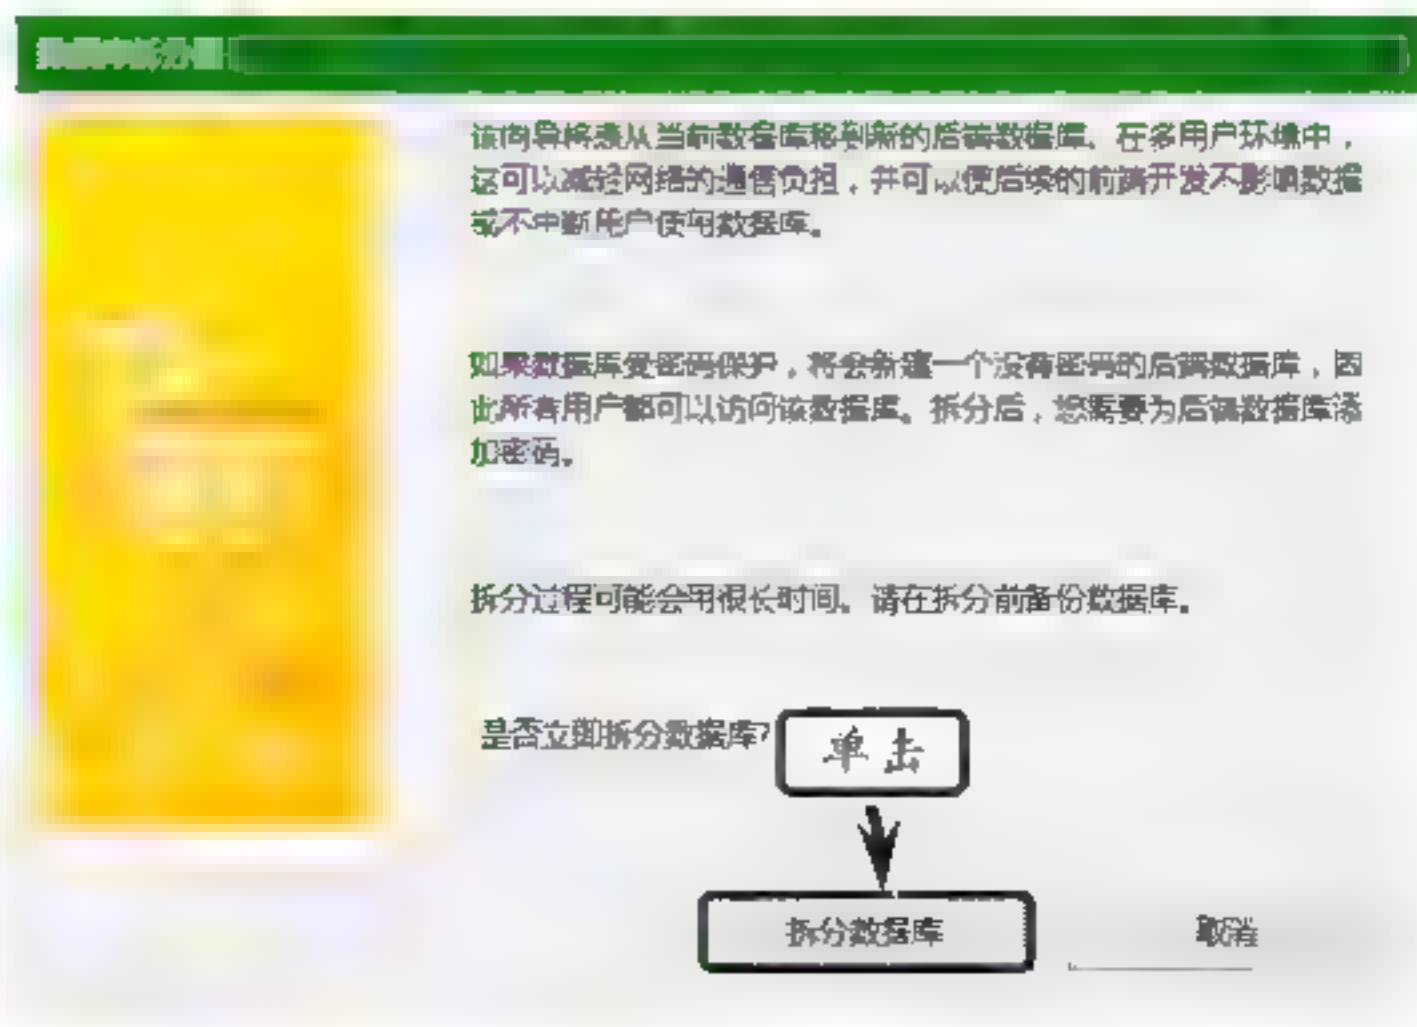 数据库拆分器
该向导将表从当前数据库移到新的后端数据库。在多用户环境中，
这可以减轻网络的通信负担，并可以使后续的前端开发不影响数据
或不中断用户使用数据库。
如果数据库受密码保护，将会新建一个没有密码的后端数据库，因
此所有用户都可以访问该数据库。拆分后，您需要为后端数据库添
加密码。
拆分过程可能会用很长时间。请在拆分前备份数据库。
是否立即拆分数据库?
单击
拆分数据库
取消